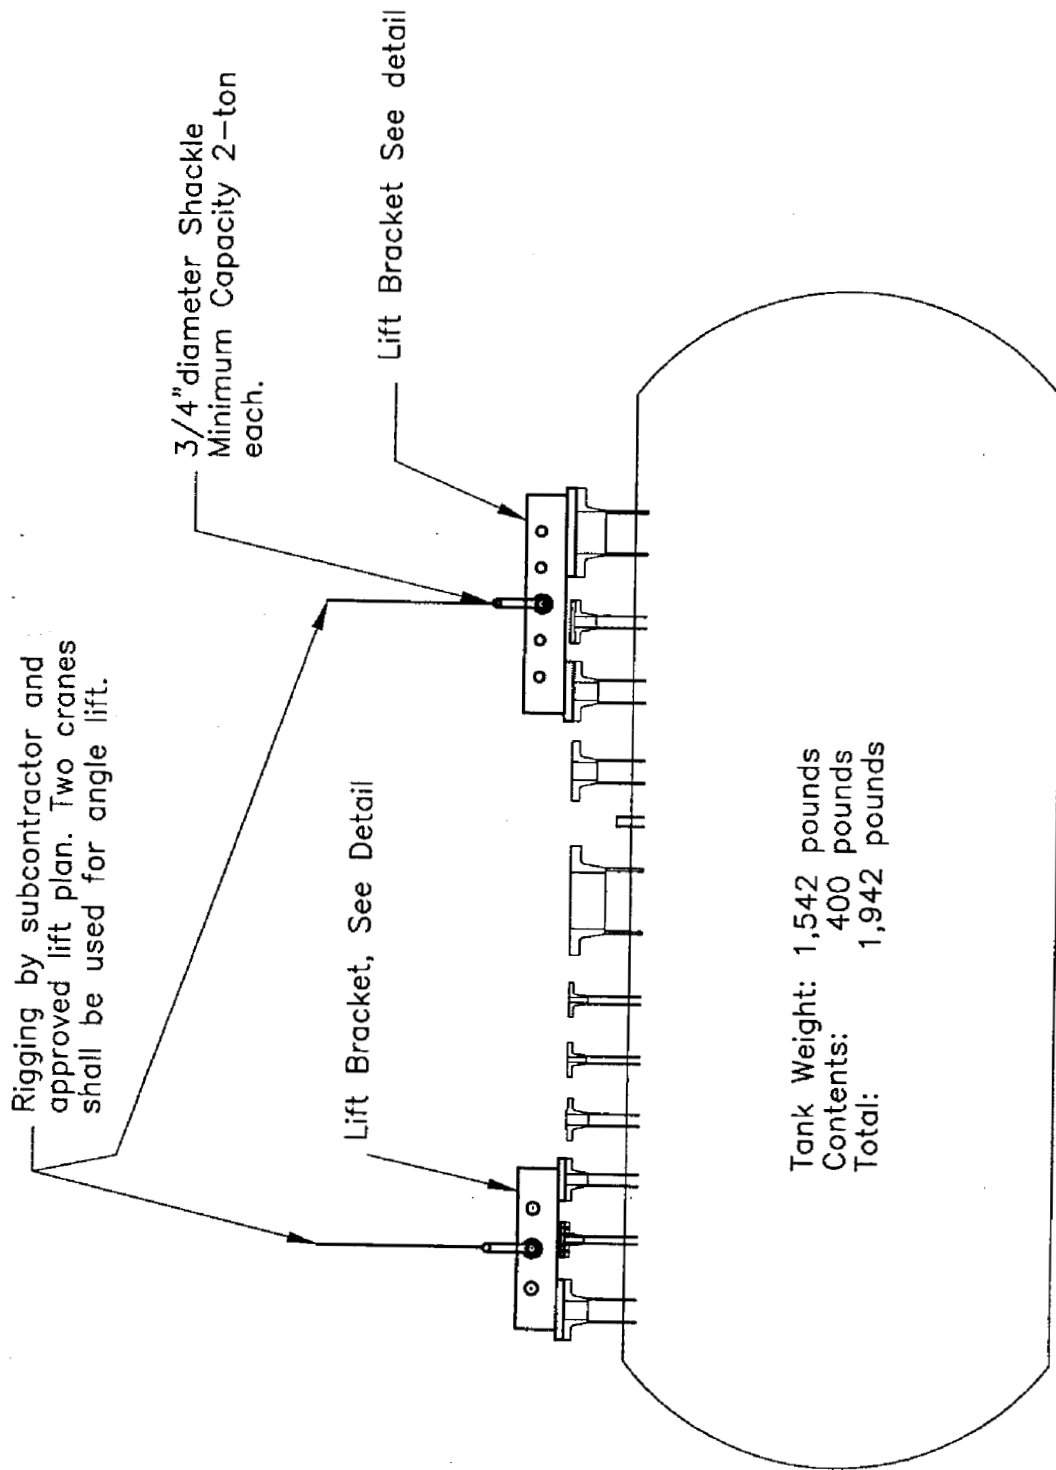 Rigging by subcontractor and
approved lift plan. Two cranes
shall be used for angle lift.
3/4"diameter Shackle
Minimum Capacity 2-ton
each.
Lift Bracket, See Detail
Lift Bracket See detail
Tank Weight: 1,542 pounds
Contents: 400 pounds
Total: 1,942 pounds